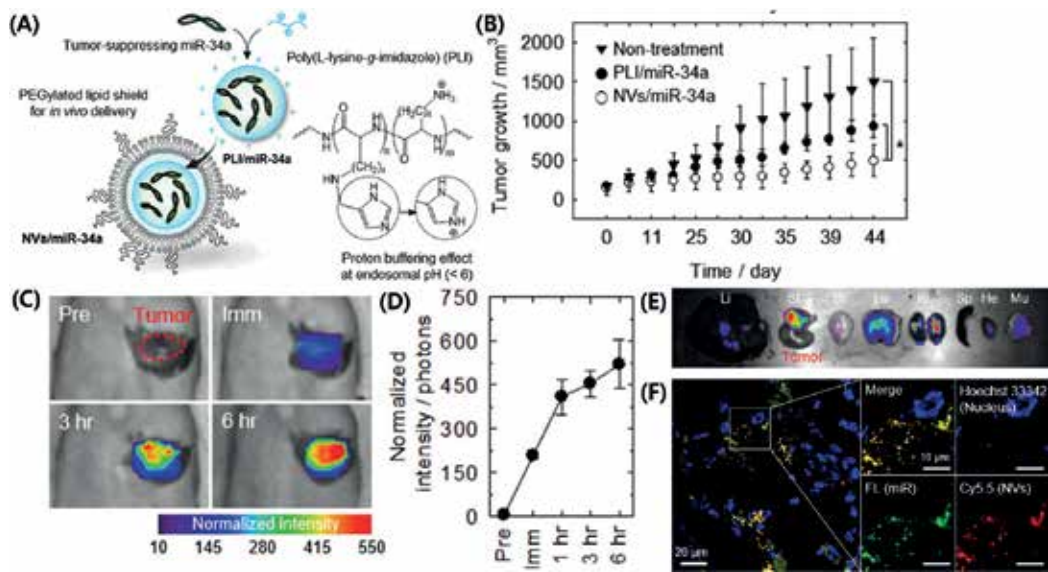 (A)
Tumor-suppressing miR-34a
Poly(L-lysine-g-imidazole) (PLI)
PEGylated lipid shield
for in vivo delivery
PLI/miR-34a
NVs/miR-34a
Proton buffering effect
at endosomal pH (< 6)
(B)
Tumor growth / mm³
2000
1500
1000
500
0
Non-treatment
PLI/miR-34a
NVs/miR-34a
*
0 11 25 30 35 39 44
Time / day
(C)
Pre
Tumor
Imm
3 hr
6 hr
Normalized Intensity
10 145 280 415 550
(D)
Normalized
intensity / photons
750
600
450
300
150
0
Pre
Imm
1 hr
3 hr
6 hr
(E)
Li
Sp
He
Mu
Tumor
(F)
Merge
Hoechst 33342
(Nucleus)
10 µm
FL (miR)
Cy5.5 (NVs)
20 µm